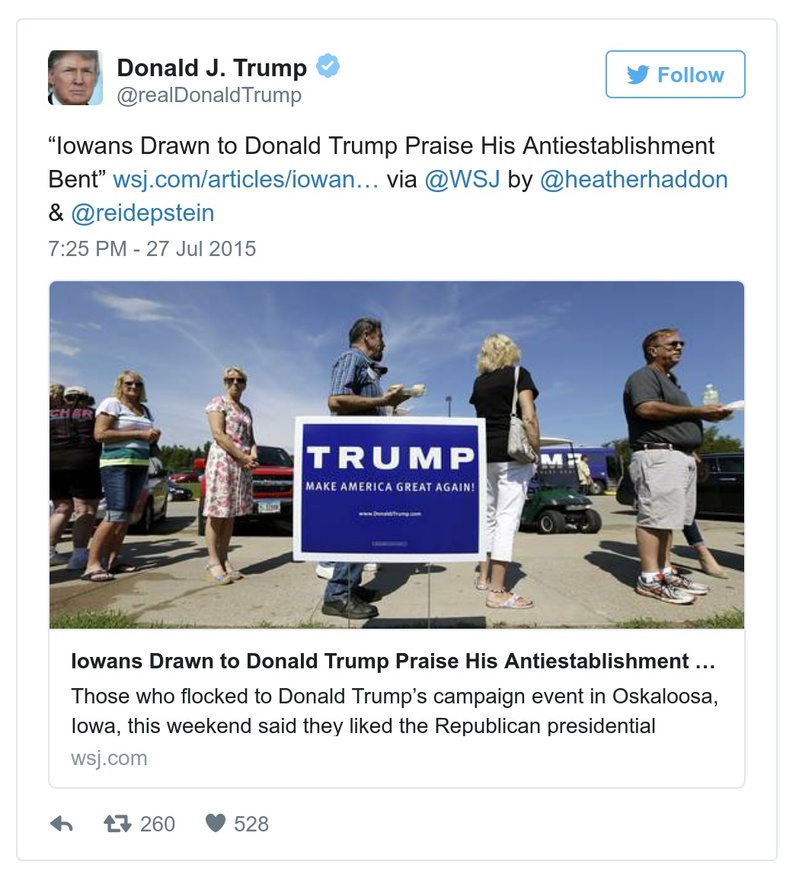 Donald J. Trump
@realDonaldTrump
Follow
“Iowans Drawn to Donald Trump Praise His Antiestablishment
Bent” wsj.com/articles/iowan… via @WSJ by @heatherhaddon
& @reidepstein
7:25 PM - 27 Jul 2015
CHER
TRUMP
MAKE AMERICA GREAT AGAIN!
www.DonaldTrump.com
Iowans Drawn to Donald Trump Praise His Antiestablishment …
Those who flocked to Donald Trump’s campaign event in Oskaloosa,
Iowa, this weekend said they liked the Republican presidential
wsj.com
260
528